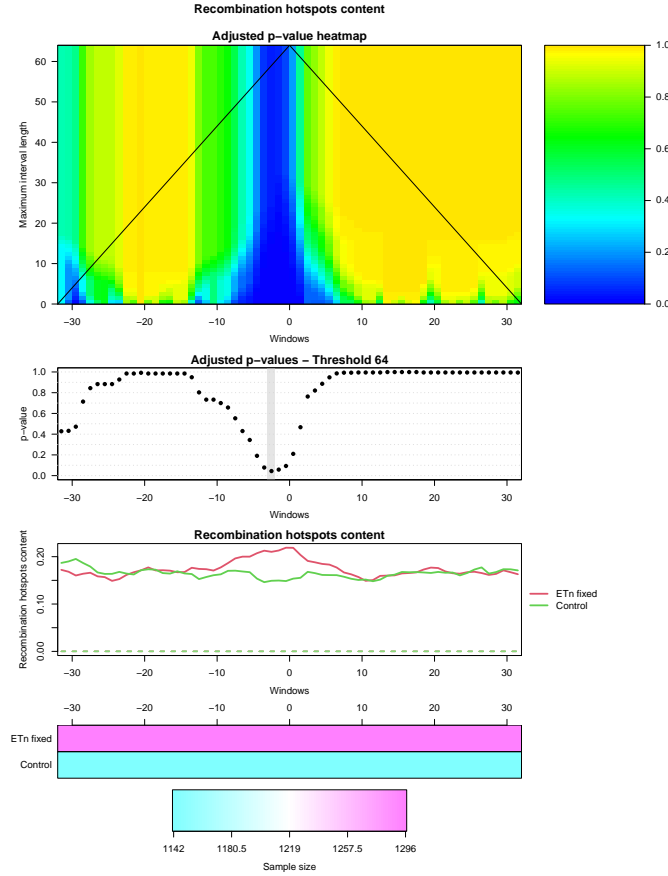 Recombination hotspots content
Adjusted p-value heatmap
Maximum interval length
60
50
40
30
20
10
0
−30 −20 −10 0 10 20 30
Windows
1.0
0.8
0.6
0.4
0.2
0.0
Adjusted p-values − Threshold 64
p-value
1.0
0.8
0.6
0.4
0.2
0.0
−30 −20 −10 0 10 20 30
Windows
Recombination hotspots content
Recombination hotspots content
0.20
0.10
0.00
−30 −20 −10 0 10 20 30
Windows
ETn fixed
Control
−30 −20 −10 0 10 20 30
ETn fixed
Control
1142 1180.5 1219 1257.5 1296
Sample size